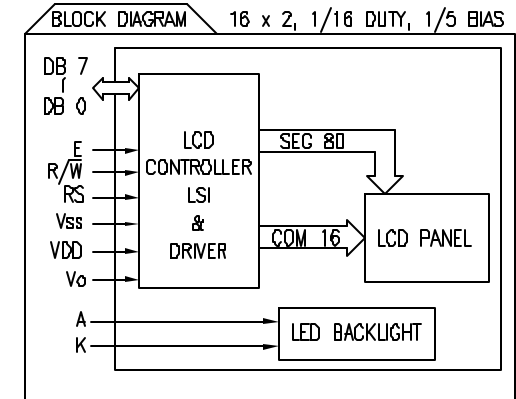 BLOCK DIAGRAM
16 x 2, 1/16 DUTY, 1/5 BIAS
DB 7
DB 0
E
R/W̅
RS
Vss
VDD
Vo
A
K
LCD
CONTROLLER
LSI
&
DRIVER
SEG 80
COM 16
LCD PANEL
LED BACKLIGHT